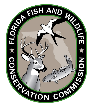 FLORIDA FISH AND WILDLIFE
CONSERVATION COMMISSION